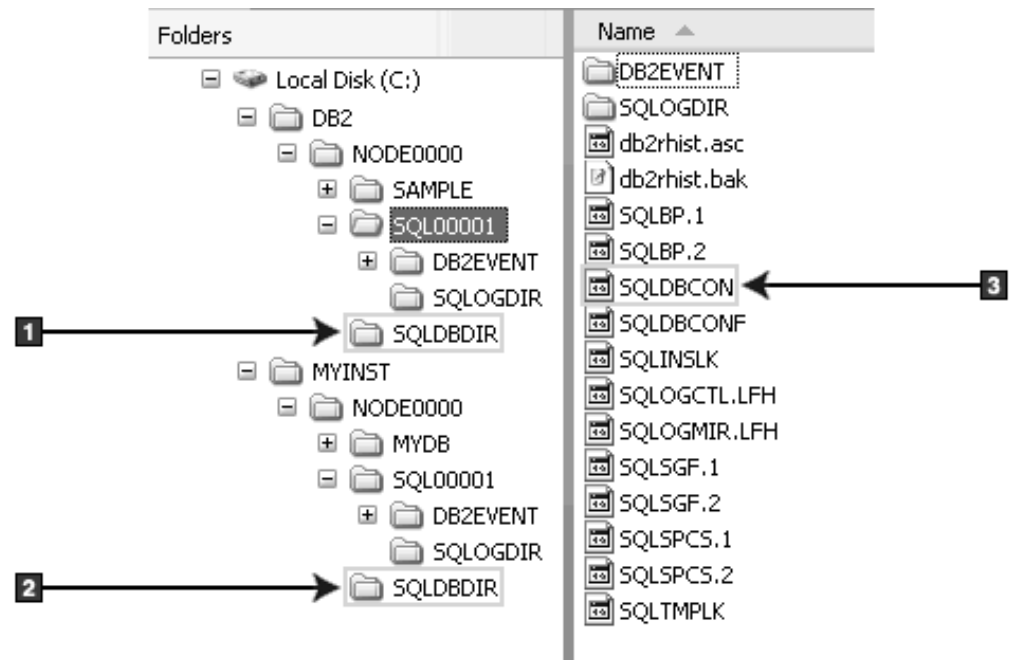 Folders
Local Disk (C:)
DB2
NODE0000
SAMPLE
SQL00001
DB2EVENT
SQLOGDIR
1
SQLDBDIR
MYINST
NODE0000
MYDB
SQL00001
DB2EVENT
SQLOGDIR
2
SQLDBDIR
Name
DB2EVENT
SQLOGDIR
db2rhist.asc
db2rhist.bak
SQLBP.1
SQLBP.2
SQLDBCON
3
SQLDBCONF
SQLINSLK
SQLOGCTL.LFH
SQLOGMIR.LFH
SQLSGF.1
SQLSGF.2
SQLSPCS.1
SQLSPCS.2
SQLTMPLK